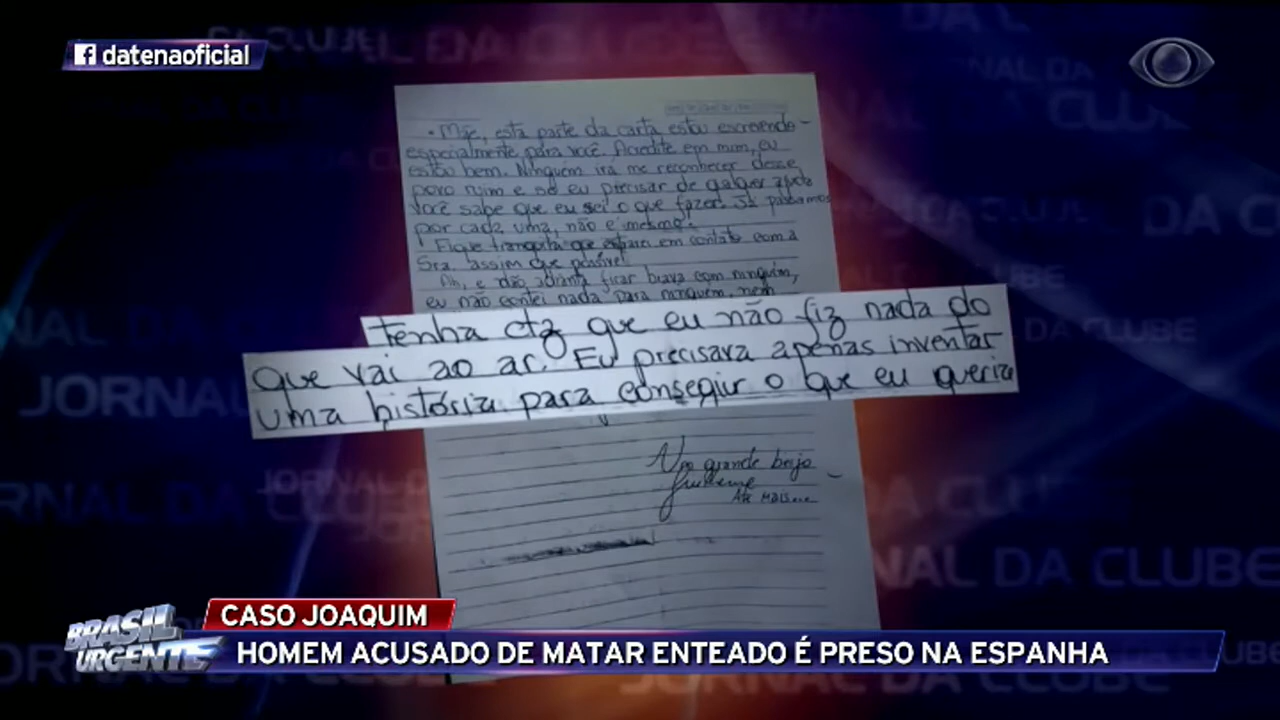 datenaoficial
• Mãe, esta parte da carta estou escrevendo
especialmente para você. Acredite em mim, eu
estou bem. Ninguém irá me reconhecer desse
povo ruim e se eu precisar de qalquer
você sabe que eu sei o que fazer. Já passamos
por cada uma, não é mesmo?
Fique tranquila que em contato com a
Sra. assim que possível!
Ah, e não adianta ficar brava com ninguém,
eu não contei nada para ninguém, nem
tenha ctz que eu não fiz nada do
que vai ao ar. Eu precisava apenas inventar
uma história para conseguir o que eu queria
Um grande beijo
Guilherme
Até mais
CASO JOAQUIM
BRASIL
URGENTE
HOMEM ACUSADO DE MATAR ENTEADO É PRESO NA ESPANHA
JORNAL DA CLUBE